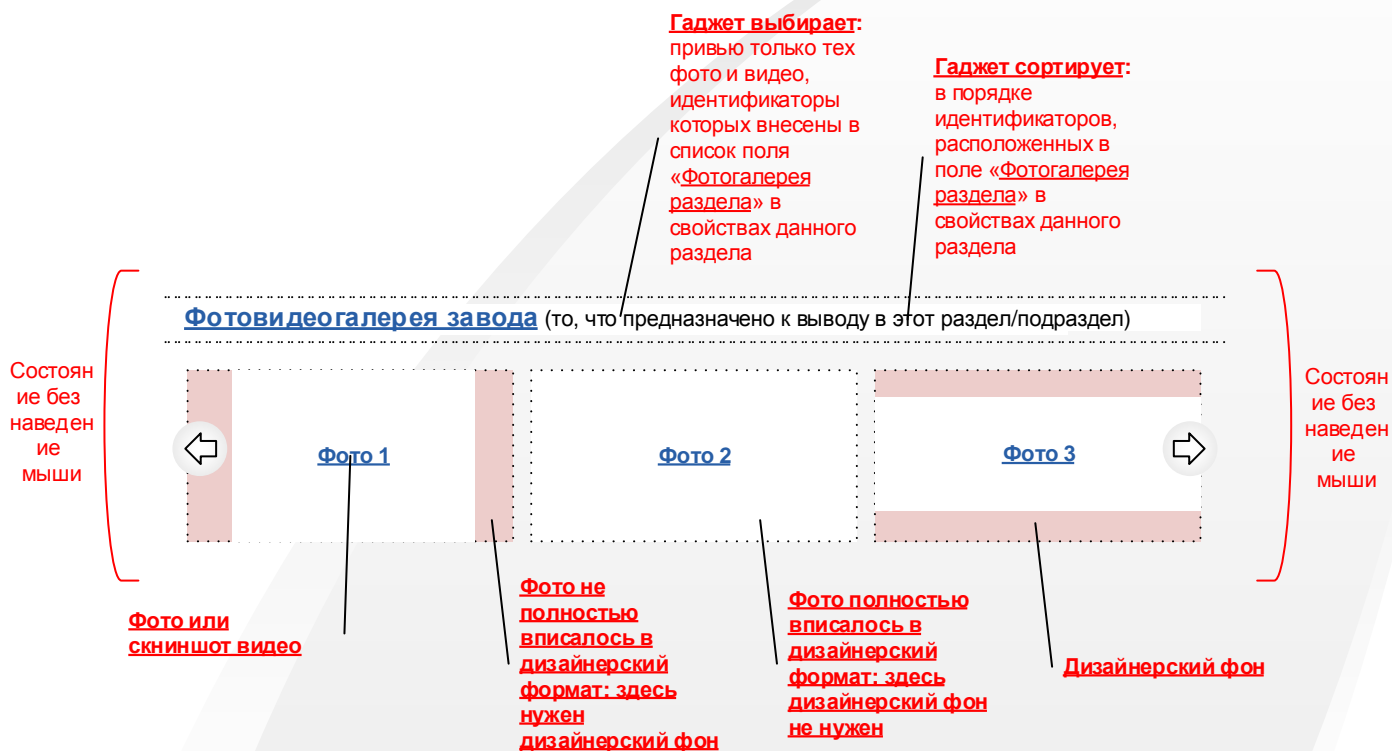 Гаджет выбирает:
привью только тех
фото и видео,
идентификаторы
которых внесены в
список поля
«Фотогалерея
раздела» в
свойствах данного
раздела
Гаджет сортирует:
в порядке
идентификаторов,
расположенных в
поле «Фотогалерея
раздела» в
свойствах данного
раздела
Фотовидеогалерея завода (то, что предназначено к выводу в этот раздел/подраздел)
Состоян
ие без
наведен
ие
мыши
Фото 1
Фото 2
Фото 3
Состоян
ие без
наведен
ие
мыши
Фото или
скниншот видео
Фото не
полностью
вписалось в
дизайнерский
формат: здесь
нужен
дизайнерский фон
Фото полностью
вписалось в
дизайнерский
формат: здесь
дизайнерский фон
не нужен
Дизайнерский фон